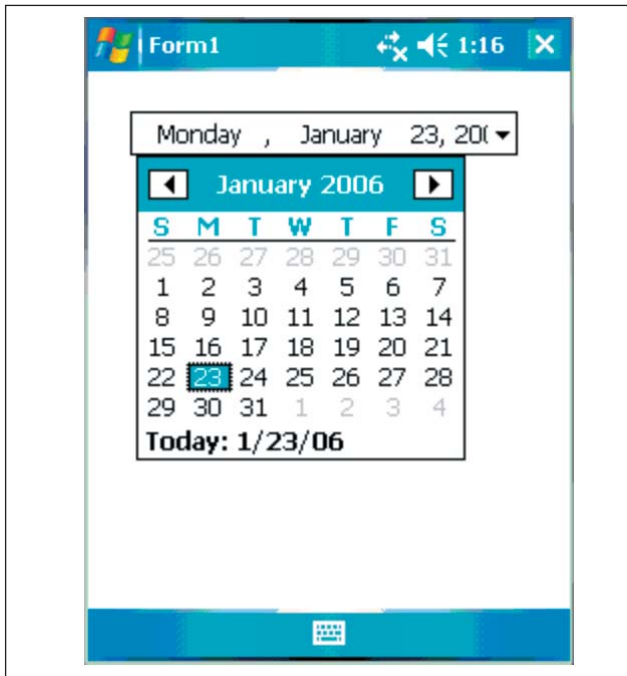 Form1 1:16
Monday , January 23, 20(
January 2006
S M T W T F S
25 26 27 28 29 30 31
1 2 3 4 5 6 7
8 9 10 11 12 13 14
15 16 17 18 19 20 21
22 23 24 25 26 27 28
29 30 31 1 2 3 4
Today: 1/23/06